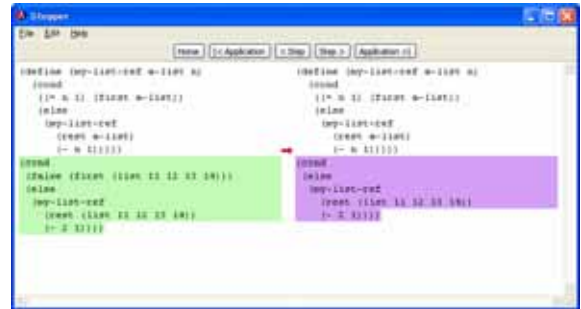 Stepper
File Edit Help
Home |< Application < Step Step > Application >|
(define (my-list-ref a-list n)
(cond
((= n 1) (first a-list))
(else
(my-list-ref
(rest a-list)
(- n 1)))))
(cond
(false (first (list 11 12 13 14)))
(else
(my-list-ref
(rest (list 11 12 13 14))
(- 2 1))))
(define (my-list-ref a-list n)
(cond
((= n 1) (first a-list))
(else
(my-list-ref
(rest a-list)
(- n 1)))))
(cond
(else
(my-list-ref
(rest (list 11 12 13 14))
(- 2 1))))